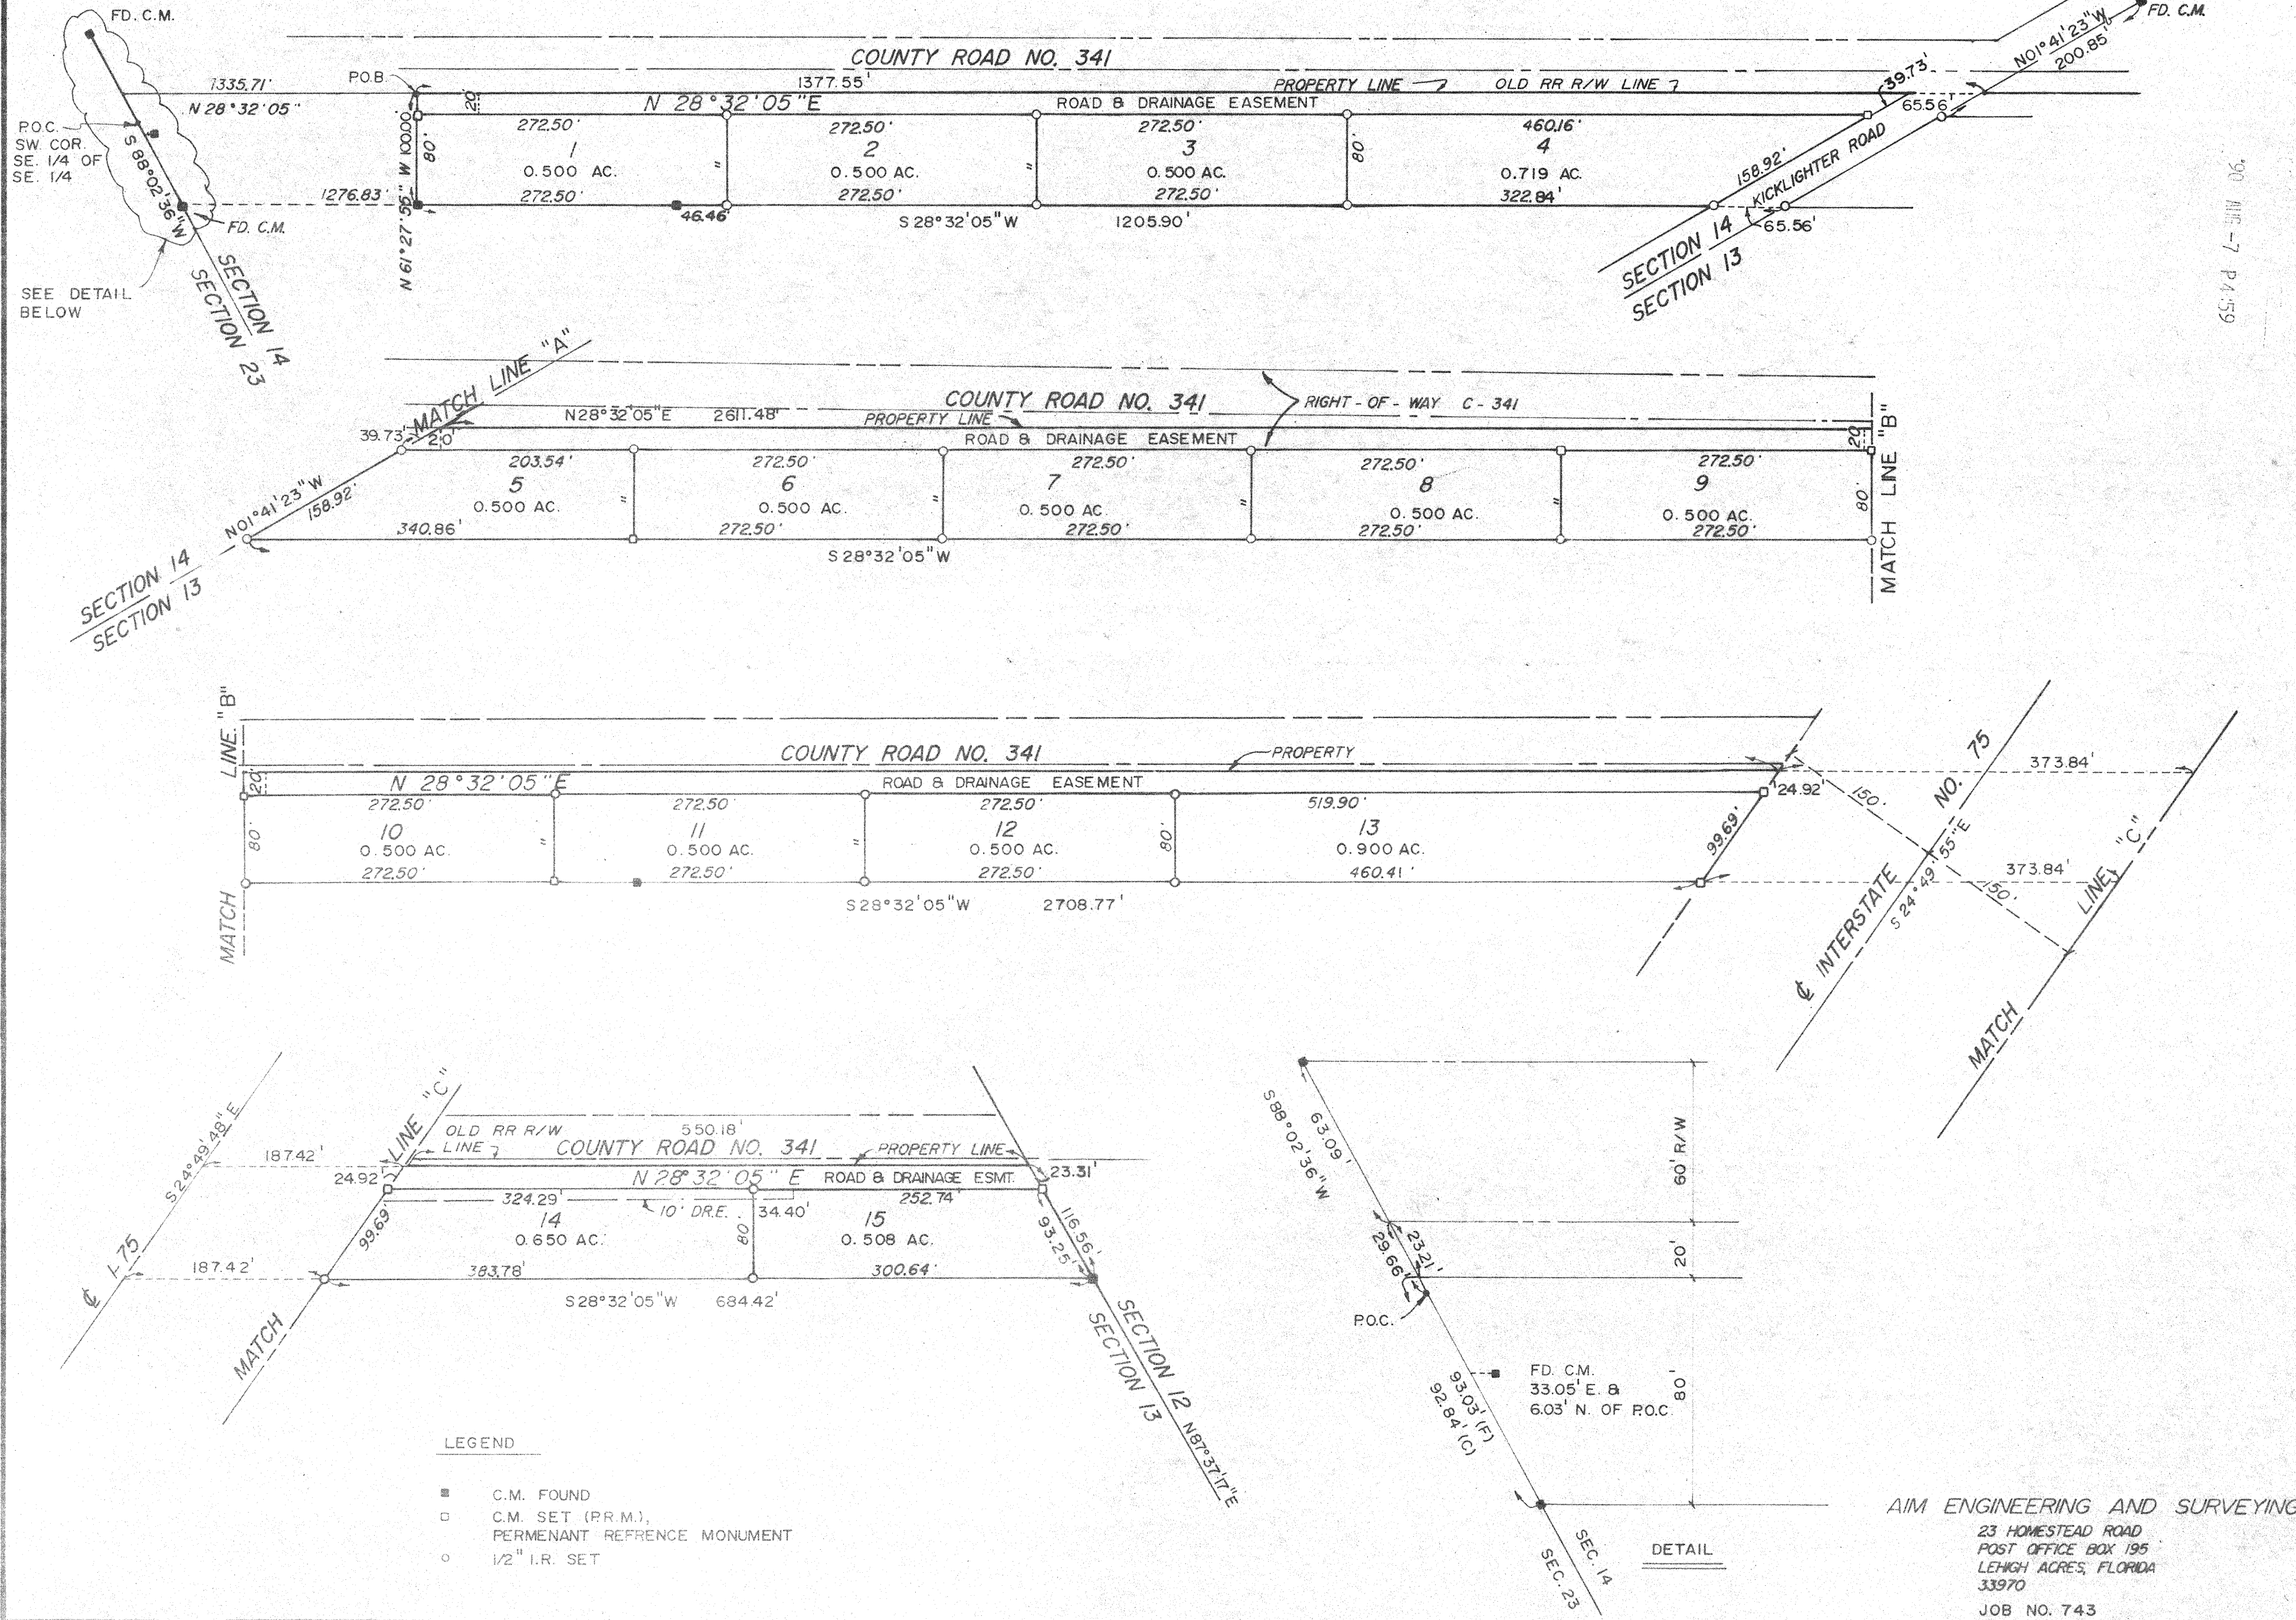 FD. C.M.
COUNTY ROAD NO. 341
N01°41'23"W
200.85'
FD. C.M.
1335.71'
N 28°32'05"
P.O.B.
1377.55'
PROPERTY LINE
OLD RR R/W LINE
39.73'
65.56'
20'
N 28°32'05"E
ROAD & DRAINAGE EASEMENT
P.O.C.
SW. COR.
SE. 1/4 OF
SE. 1/4
S 88°02'36"W
FD. C.M.
SEE DETAIL
BELOW
SECTION 14
SECTION 23
1276.83'
N 61°27'55" W 100.00'
80'
272.50'
1
0.500 AC.
272.50'
46.46'
"
272.50'
2
0.500 AC.
272.50'
"
272.50'
3
0.500 AC.
272.50'
80'
460.16'
4
0.719 AC.
322.84'
S 28°32'05"W
1205.90'
158.92'
KICKLIGHTER ROAD
65.56'
SECTION 14
SECTION 13
'90 AUG -7 P4:59
MATCH LINE "A"
COUNTY ROAD NO. 341
RIGHT-OF-WAY C-341
N28°32'05"E
2611.48'
PROPERTY LINE
39.73'
20'
ROAD & DRAINAGE EASEMENT
20'
N01°41'23"W
158.92'
203.54'
5
0.500 AC.
340.86'
"
272.50'
6
0.500 AC.
272.50'
"
272.50'
7
0.500 AC.
272.50'
"
272.50'
8
0.500 AC.
272.50'
"
272.50'
9
0.500 AC.
272.50'
80'
S 28°32'05"W
SECTION 14
SECTION 13
MATCH LINE "B"
MATCH LINE "B"
COUNTY ROAD NO. 341
PROPERTY
20'
N 28°32'05"E
ROAD & DRAINAGE EASEMENT
80'
272.50'
10
0.500 AC.
272.50'
"
272.50'
11
0.500 AC.
272.50'
"
272.50'
12
0.500 AC.
272.50'
80'
519.90'
13
0.900 AC.
460.41'
S28°32'05"W
2708.77'
24.92'
99.69'
150'
150'
373.84'
373.84'
℄ INTERSTATE NO. 75
S 24°49'55"E
MATCH LINE "C"
S24°49'48"E
℄ I-75
187.42'
187.42'
MATCH LINE "C"
OLD RR R/W
LINE
550.18'
COUNTY ROAD NO. 341
PROPERTY LINE
24.92'
N 28°32'05" E
ROAD & DRAINAGE ESMT.
23.31'
99.69'
324.29'
10' DR.E.
34.40'
14
0.650 AC.
383.78'
80
252.74'
15
0.508 AC.
300.64'
116.56'
93.25'
S28°32'05"W
684.42'
SECTION 12
SECTION 13
N87°37'17"E
LEGEND
C.M. FOUND
C.M. SET (P.R.M.),
PERMENANT REFRENCE MONUMENT
1/2" I.R. SET
63.09'
S 88°02'36"W
60' R/W
23.21'
29.66'
20'
P.O.C.
FD. C.M.
33.05' E. &
6.03' N. OF P.O.C.
80'
93.03' (F)
92.84' (C)
SEC. 14
SEC. 23
DETAIL
AIM ENGINEERING AND SURVEYING
23 HOMESTEAD ROAD
POST OFFICE BOX 195
LEHIGH ACRES, FLORIDA
33970
JOB NO. 743